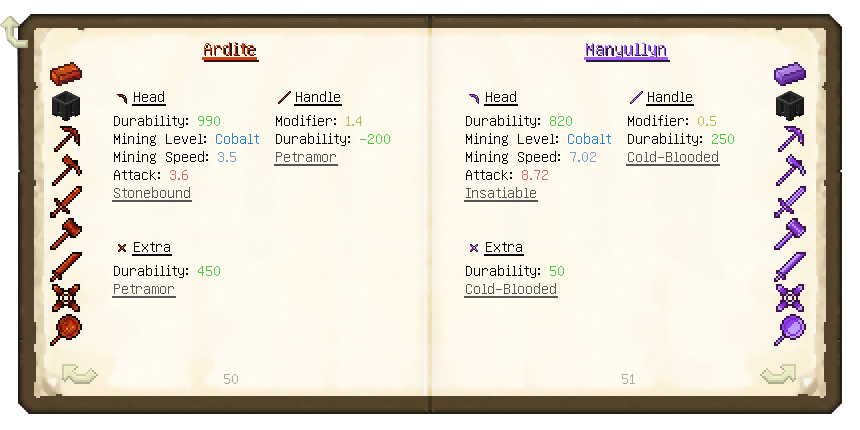 Ardite
Head
Durability: 990
Mining Level: Cobalt
Mining Speed: 3.5
Attack: 3.6
Stonebound
Handle
Modifier: 1.4
Durability: -200
Petramor
Extra
Durability: 450
Petramor
50
Manyullyn
Head
Durability: 820
Mining Level: Cobalt
Mining Speed: 7.02
Attack: 8.72
Insatiable
Handle
Modifier: 0.5
Durability: 250
Cold-Blooded
Extra
Durability: 50
Cold-Blooded
51